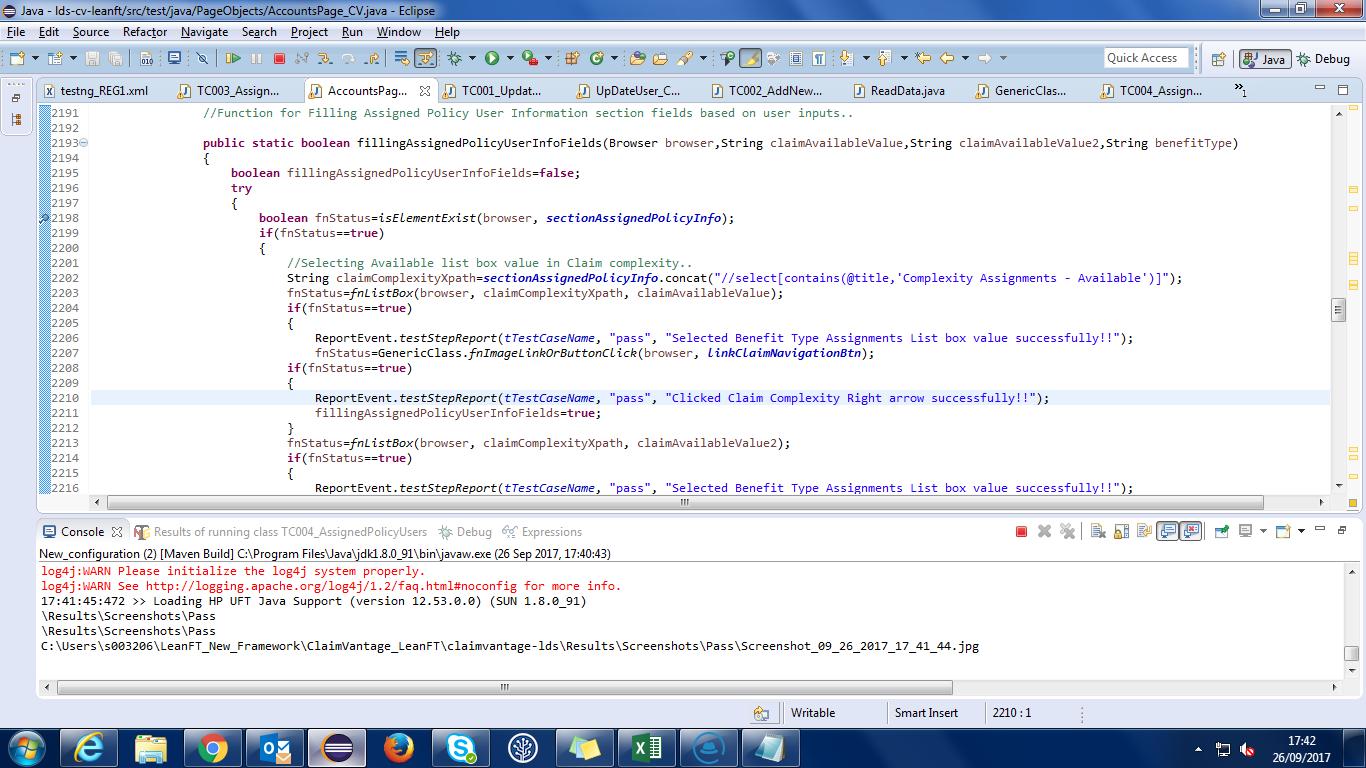 Java - lds-cv-leanft/src/test/java/PageObjects/AccountsPage_CV.java - Eclipse
File Edit Source Refactor Navigate Search Project Run Window Help
Quick Access Java Debug
testng_REG1.xml TC003_Assign... AccountsPag... TC001_Updat... UpDateUser_C... TC002_AddNew... ReadData.java GenericClas... TC004_Assign... »1
2191 //Function for Filling Assigned Policy User Information section fields based on user inputs..
2192
2193 public static boolean fillingAssignedPolicyUserInfoFields(Browser browser,String claimAvailableValue,String claimAvailableValue2,String benefitType)
2194 {
2195 boolean fillingAssignedPolicyUserInfoFields=false;
2196 try
2197 {
2198 boolean fnStatus=isElementExist(browser, sectionAssignedPolicyInfo);
2199 if(fnStatus==true)
2200 {
2201 //Selecting Available list box value in Claim complexity..
2202 String claimComplexityXpath=sectionAssignedPolicyInfo.concat("//select[contains(@title,'Complexity Assignments - Available')]");
2203 fnStatus=fnListBox(browser, claimComplexityXpath, claimAvailableValue);
2204 if(fnStatus==true)
2205 {
2206 ReportEvent.testStepReport(tTestCaseName, "pass", "Selected Benefit Type Assignments List box value successfully!!");
2207 fnStatus=GenericClass.fnImageLinkOrButtonClick(browser, linkClaimNavigationBtn);
2208 if(fnStatus==true)
2209 {
2210 ReportEvent.testStepReport(tTestCaseName, "pass", "Clicked Claim Complexity Right arrow successfully!!");
2211 fillingAssignedPolicyUserInfoFields=true;
2212 }
2213 fnStatus=fnListBox(browser, claimComplexityXpath, claimAvailableValue2);
2214 if(fnStatus==true)
2215 {
2216 ReportEvent.testStepReport(tTestCaseName, "pass", "Selected Benefit Type Assignments List box value successfully!!");
Console Results of running class TC004_AssignedPolicyUsers Debug Expressions
New_configuration (2) [Maven Build] C:\Program Files\Java\jdk1.8.0_91\bin\javaw.exe (26 Sep 2017, 17:40:43)
log4j:WARN Please initialize the log4j system properly.
log4j:WARN See http://logging.apache.org/log4j/1.2/faq.html#noconfig for more info.
17:41:45:472 >> Loading HP UFT Java Support (version 12.53.0.0) (SUN 1.8.0_91)
\Results\Screenshots\Pass
\Results\Screenshots\Pass
C:\Users\s003206\LeanFT_New_Framework\ClaimVantage_LeanFT\claimvantage-lds\Results\Screenshots\Pass\Screenshot_09_26_2017_17_41_44.jpg
Writable Smart Insert 2210 : 1
17:42
26/09/2017